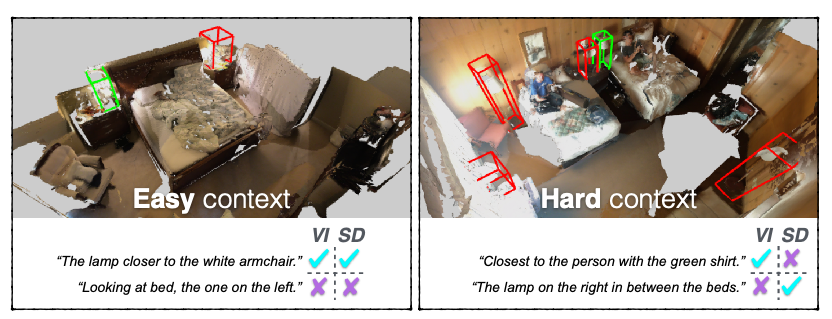 Easy context
VI SD
“The lamp closer to the white armchair.”
“Looking at bed, the one on the left.”
Hard context
VI SD
“Closest to the person with the green shirt.”
“The lamp on the right in between the beds.”